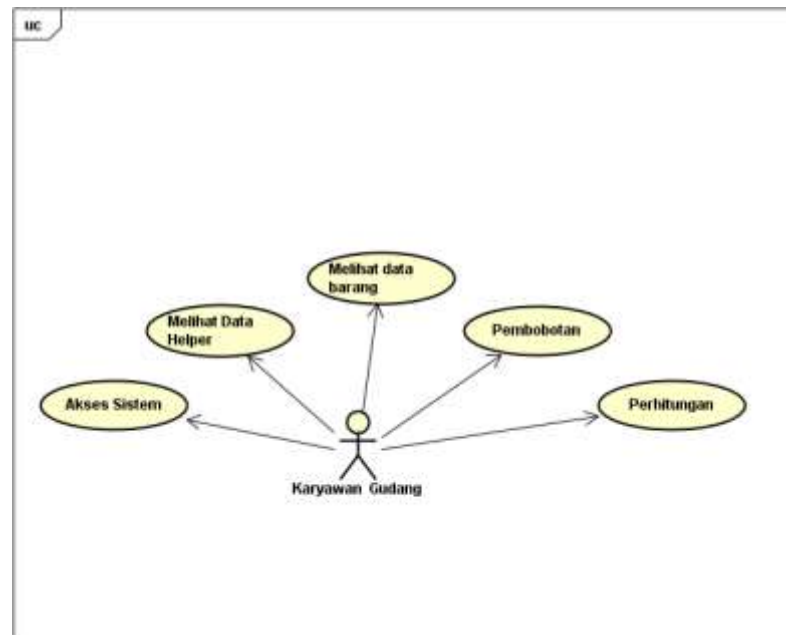 uc
Melihat data
barang
Melihat Data
Helper
Pembobotan
Akses Sistem
Perhitungan
Karyawan Gudang